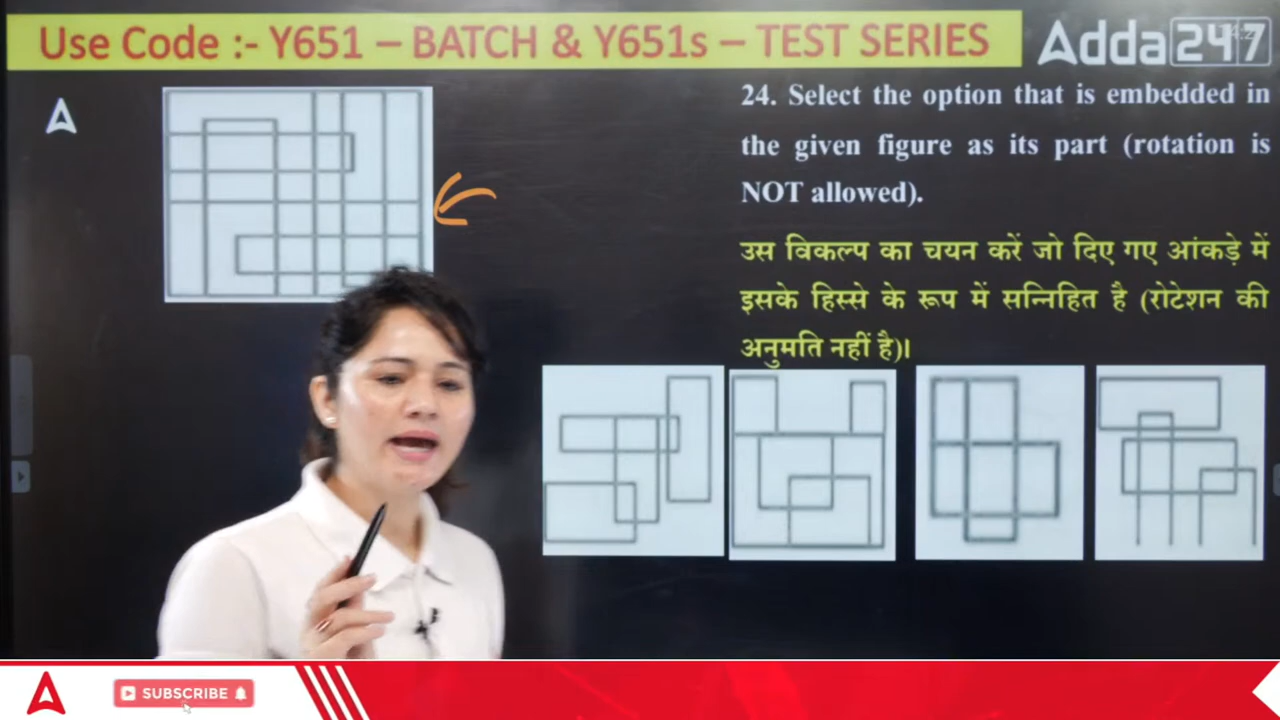 Use Code :- Y651 – BATCH & Y651s – TEST SERIES
Adda247
24. Select the option that is embedded in
the given figure as its part (rotation is
NOT allowed).
उस विकल्प का चयन करें जो दिए गए आंकड़े में
इसके हिस्से के रूप में सन्निहित है (रोटेशन की
अनुमति नहीं है)।
SUBSCRIBE